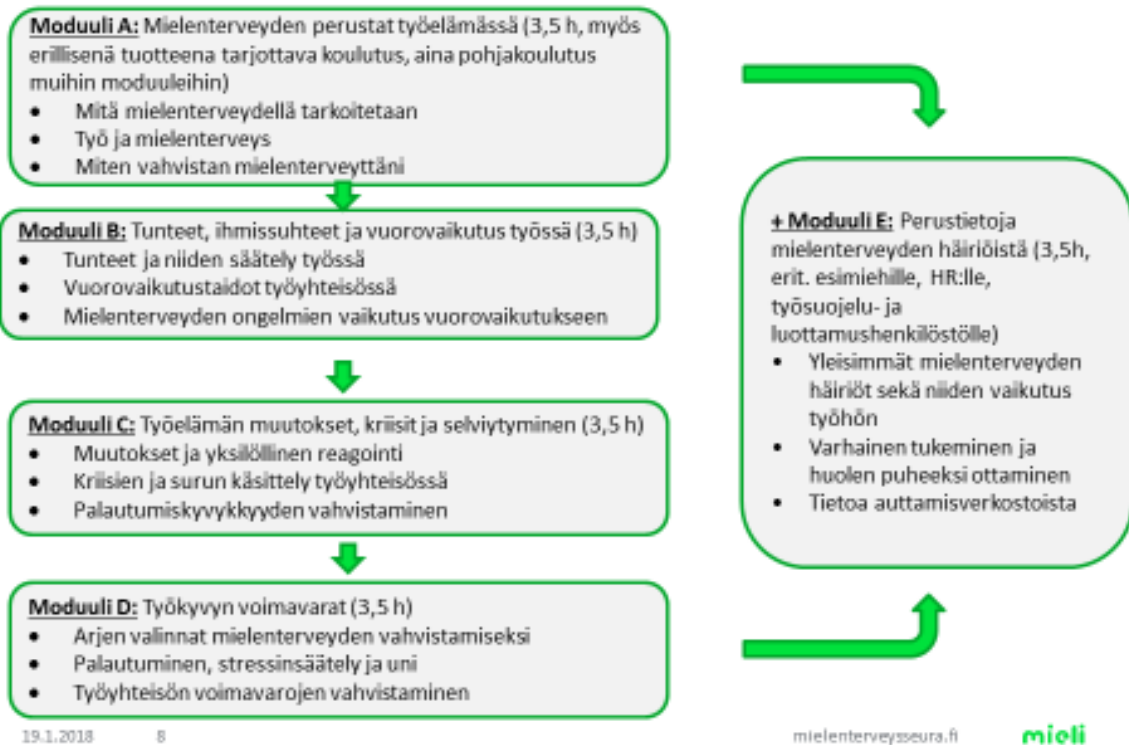 Moduuli A: Mielenterveyden perustat työelämässä (3,5 h, myös
erillisenä tuotteena tarjottava koulutus, aina pohjakoulutus
muihin moduuleihin)
• Mitä mielenterveydellä tarkoitetaan
• Työ ja mielenterveys
• Miten vahvistan mielenterveyttäni
Moduuli B: Tunteet, ihmissuhteet ja vuorovaikutus työssä (3,5 h)
• Tunteet ja niiden säätely työssä
• Vuorovaikutustaidot työyhteisössä
• Mielenterveyden ongelmien vaikutus vuorovaikutukseen
Moduuli C: Työelämän muutokset, kriisit ja selviytyminen (3,5 h)
• Muutokset ja yksilöllinen reagointi
• Kriisien ja surun käsittely työyhteisössä
• Palautumiskyvykkyyden vahvistaminen
Moduuli D: Työkyvyn voimavarat (3,5 h)
• Arjen valinnat mielenterveyden vahvistamiseksi
• Palautuminen, stressinsäätely ja uni
• Työyhteisön voimavarojen vahvistaminen
+ Moduuli E: Perustietoja
mielenterveyden häiriöistä (3,5h,
erit. esimiehille, HR:lle,
työsuojelu- ja
luottamushenkilöstölle)
• Yleisimmät mielenterveyden
häiriöt sekä niiden vaikutus
työhön
• Varhainen tukeminen ja
huolen puheeksi ottaminen
• Tietoa auttamisverkostoista
19.1.2018 8
mielenterveysseura.fi mieli